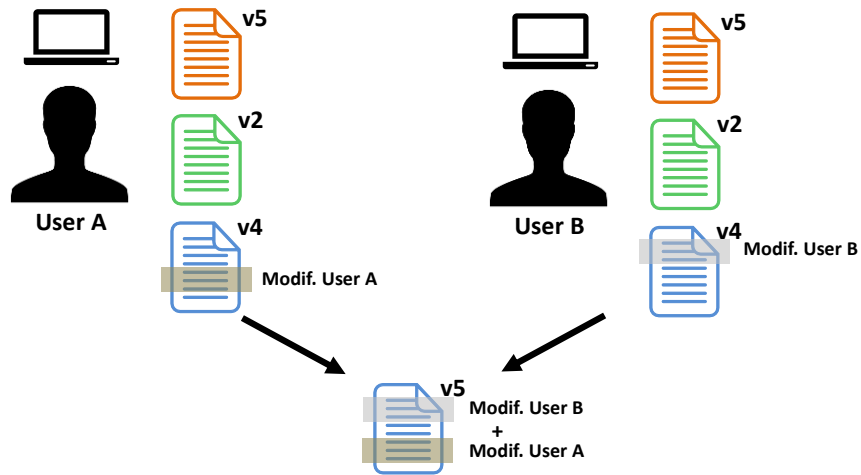 v5
v2
User A
v4
Modif. User A
v5
v2
User B
v4
Modif. User B
v5
Modif. User B
+
Modif. User A